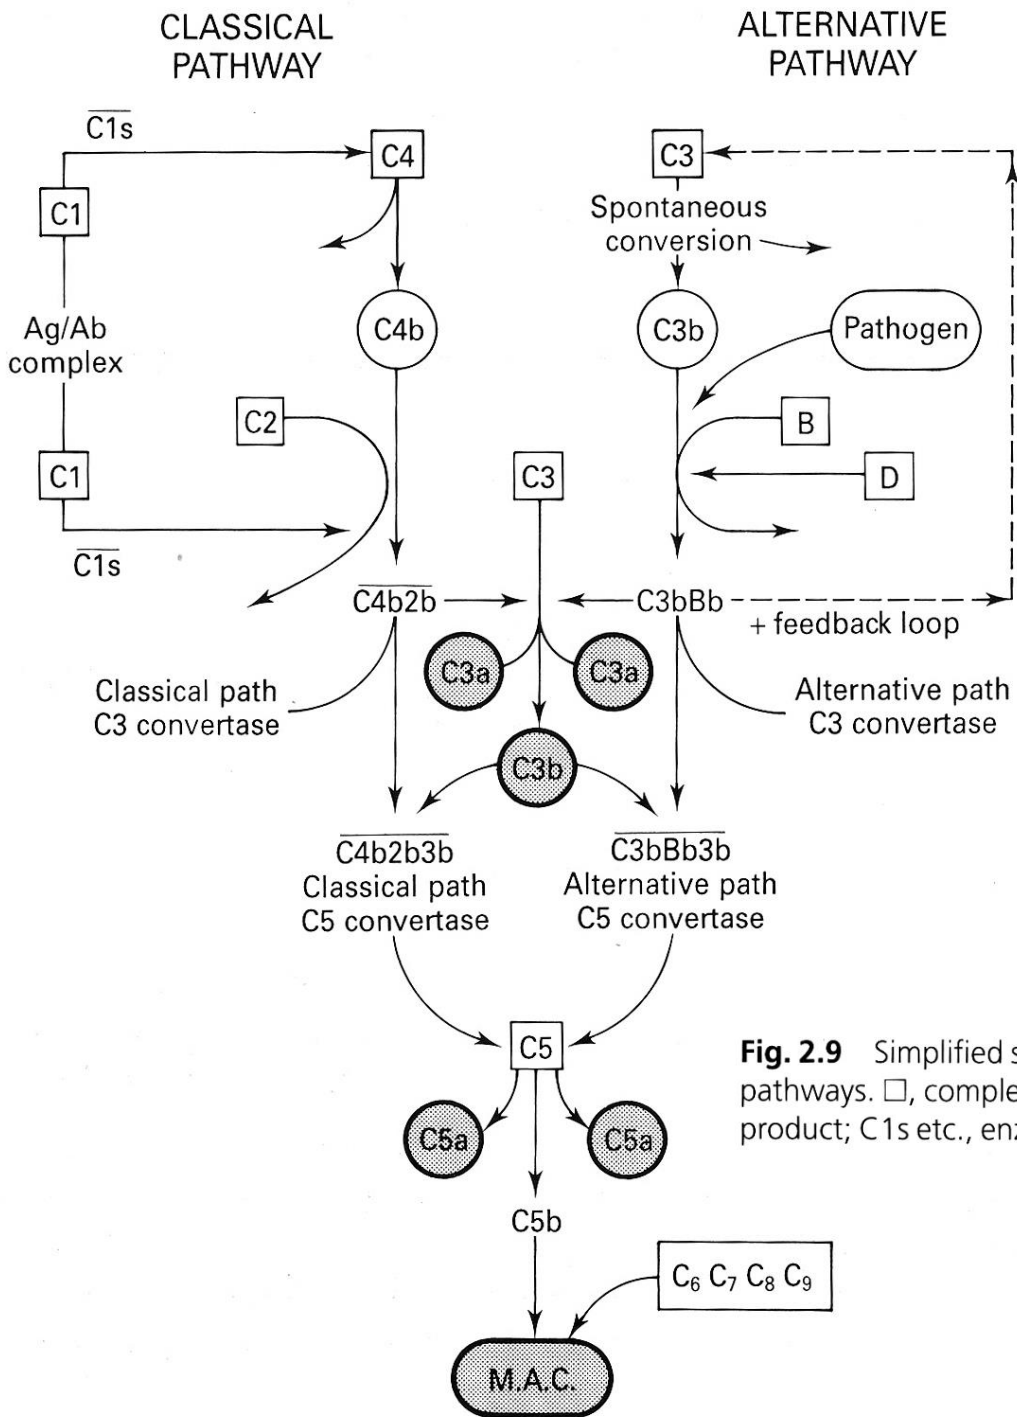 CLASSICAL
PATHWAY
ALTERNATIVE
PATHWAY
C1s
C4
C3
C1
Spontaneous
conversion
Ag/Ab
complex
C4b
C3b
Pathogen
C2
B
C1
C3
D
C1s
C4b2b
C3bBb
+ feedback loop
C3a
C3a
Classical path
C3 convertase
Alternative path
C3 convertase
C3b
C4b2b3b
Classical path
C5 convertase
C3bBb3b
Alternative path
C5 convertase
C5
Fig. 2.9 Simplified
pathways. □, comple
product; C1s etc., enz
C5a
C5a
C5b
C₆ C₇ C₈ C₉
M.A.C.